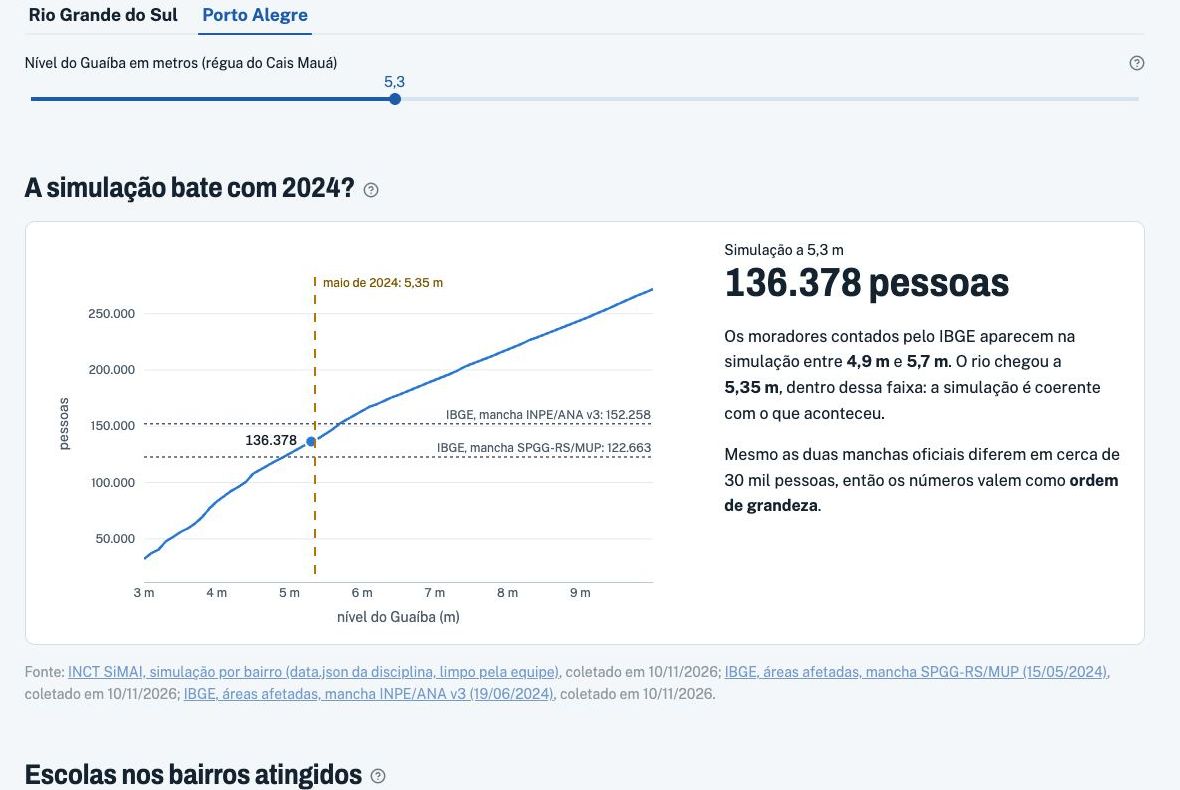 Rio Grande do Sul Porto Alegre
Nível do Guaíba em metros (régua do Cais Mauá)
5,3
A simulação bate com 2024?
maio de 2024: 5,35 m
250.000
200.000
150.000
100.000
50.000
pessoas
IBGE, mancha INPE/ANA v3: 152.258
136.378
IBGE, mancha SPGG-RS/MUP: 122.663
3 m 4 m 5 m 6 m 7 m 8 m 9 m
nível do Guaíba (m)
Simulação a 5,3 m
136.378 pessoas
Os moradores contados pelo IBGE aparecem na
simulação entre 4,9 m e 5,7 m. O rio chegou a
5,35 m, dentro dessa faixa: a simulação é coerente
com o que aconteceu.
Mesmo as duas manchas oficiais diferem em cerca de
30 mil pessoas, então os números valem como ordem
de grandeza.
Fonte: INCT SiMAI, simulação por bairro (data.json da disciplina, limpo pela equipe), coletado em 10/11/2026; IBGE, áreas afetadas, mancha SPGG-RS/MUP (15/05/2024),
coletado em 10/11/2026; IBGE, áreas afetadas, mancha INPE/ANA v3 (19/06/2024), coletado em 10/11/2026.
Escolas nos bairros atingidos